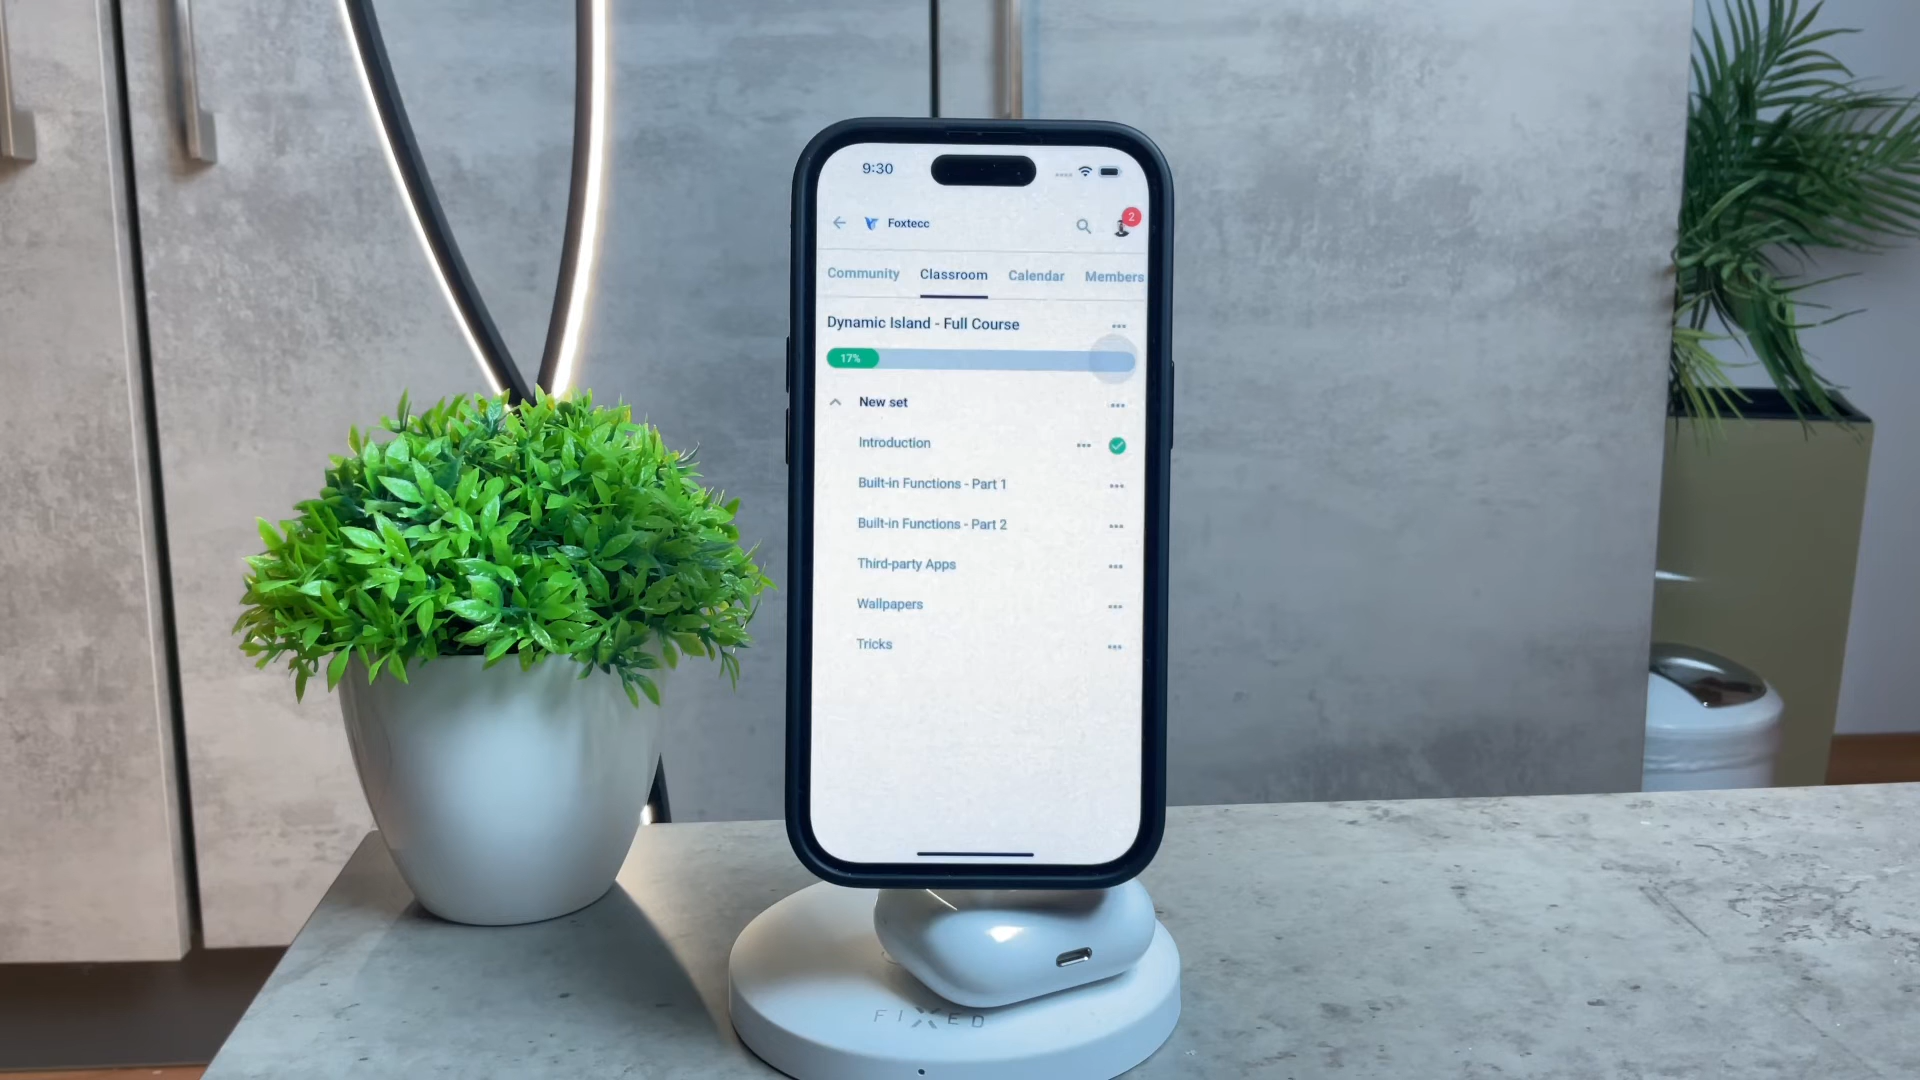 9:30
Foxtecc
2
Community Classroom Calendar Members
Dynamic Island - Full Course
17%
New set
Introduction
Built-in Functions - Part 1
Built-in Functions - Part 2
Third-party Apps
Wallpapers
Tricks
FIXED